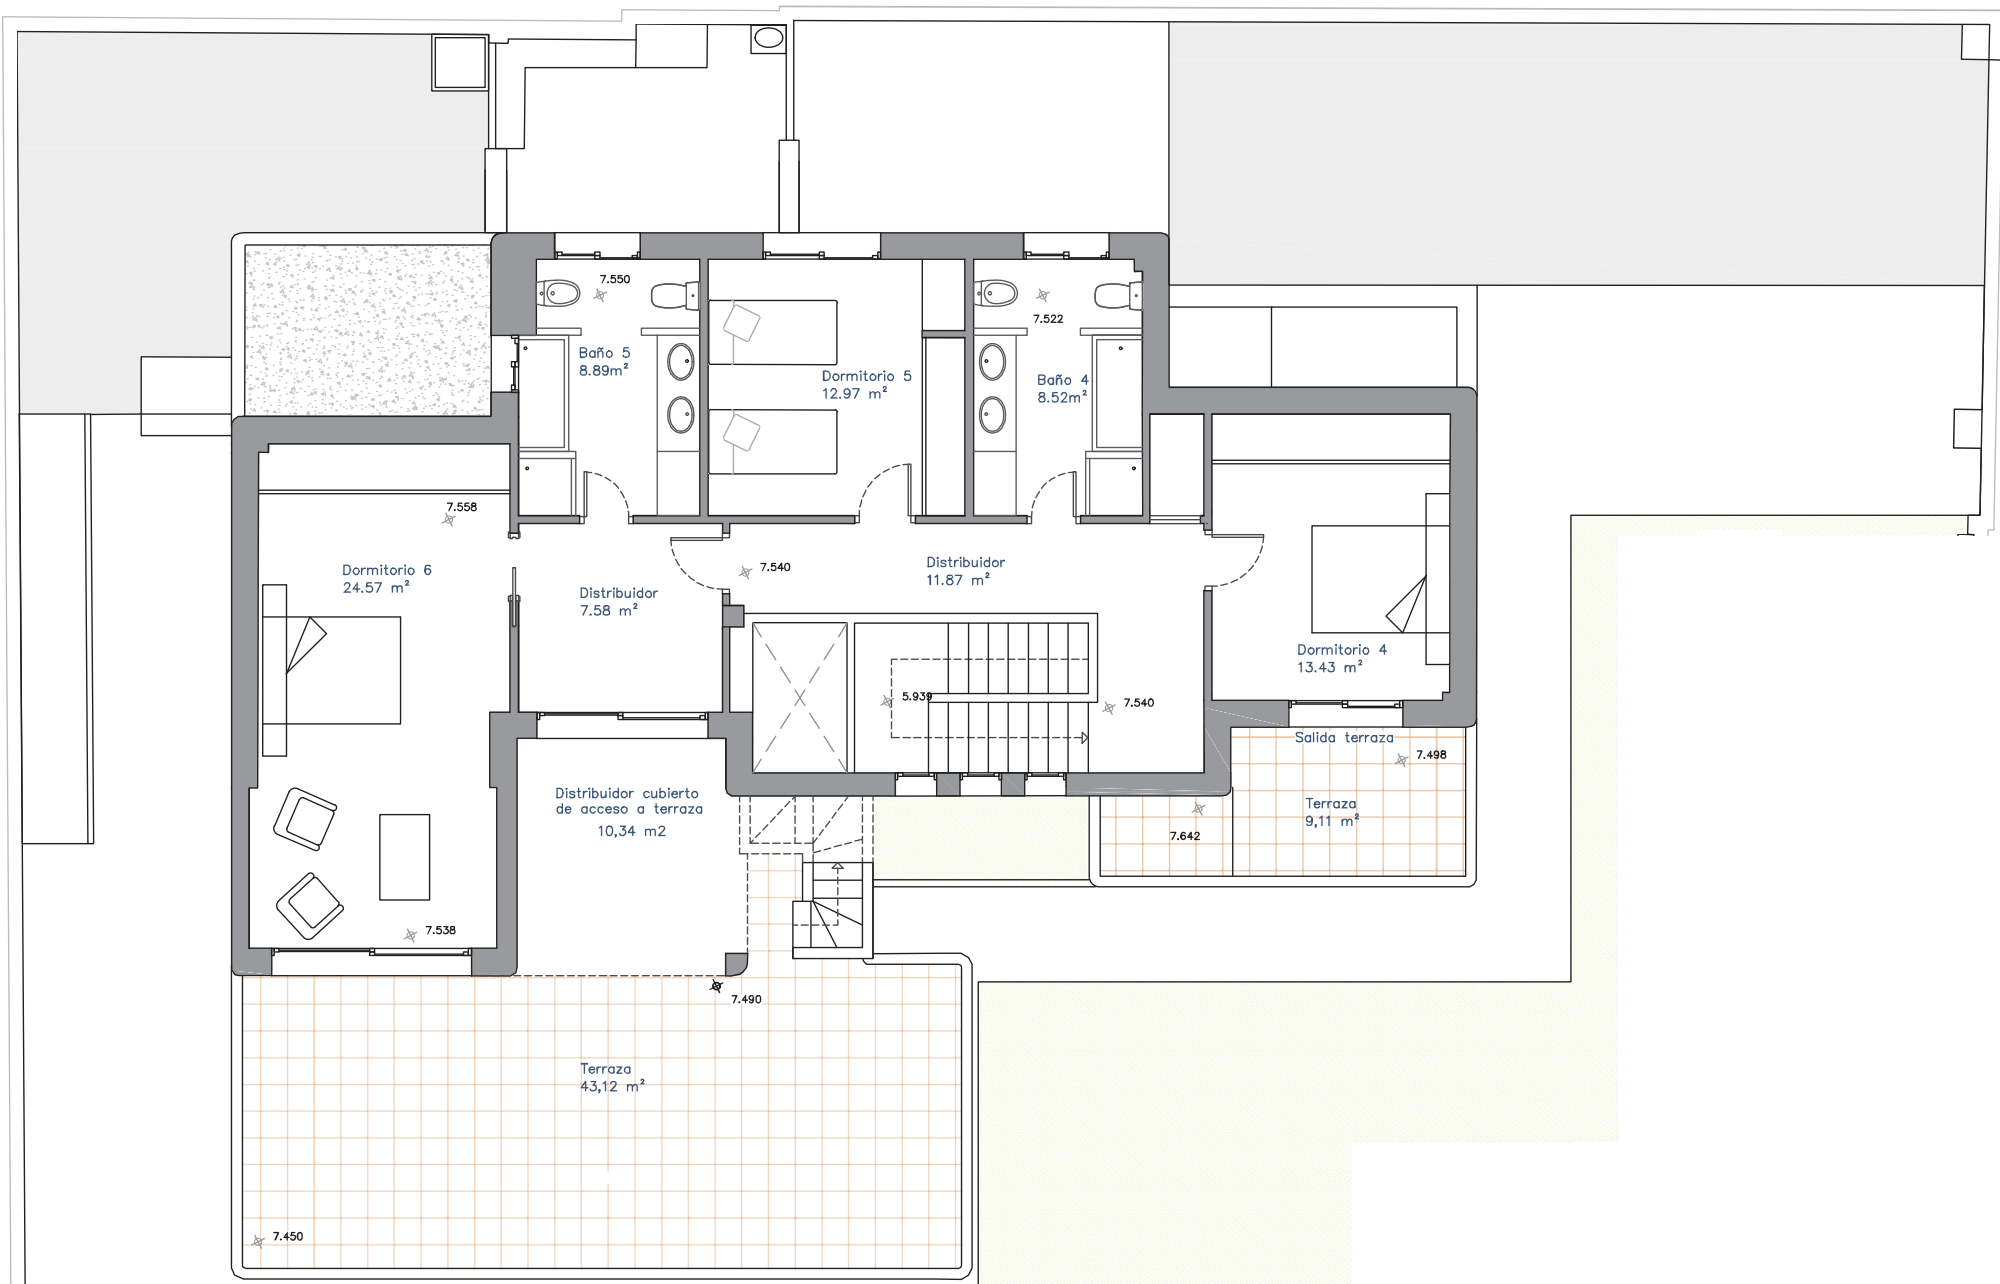 7.550
7.522
Baño 5
8.89m²
Dormitorio 5
12.97 m²
Baño 4
8.52m²
7.558
Dormitorio 6
24.57 m²
7.540
Distribuidor
11.87 m²
Distribuidor
7.58 m²
Dormitorio 4
13.43 m²
5.939
7.540
Salida terraza
7.498
Distribuidor cubierto
de acceso a terraza
10,34 m2
Terraza
9,11 m²
7.642
7.538
7.490
Terraza
43,12 m²
7.450